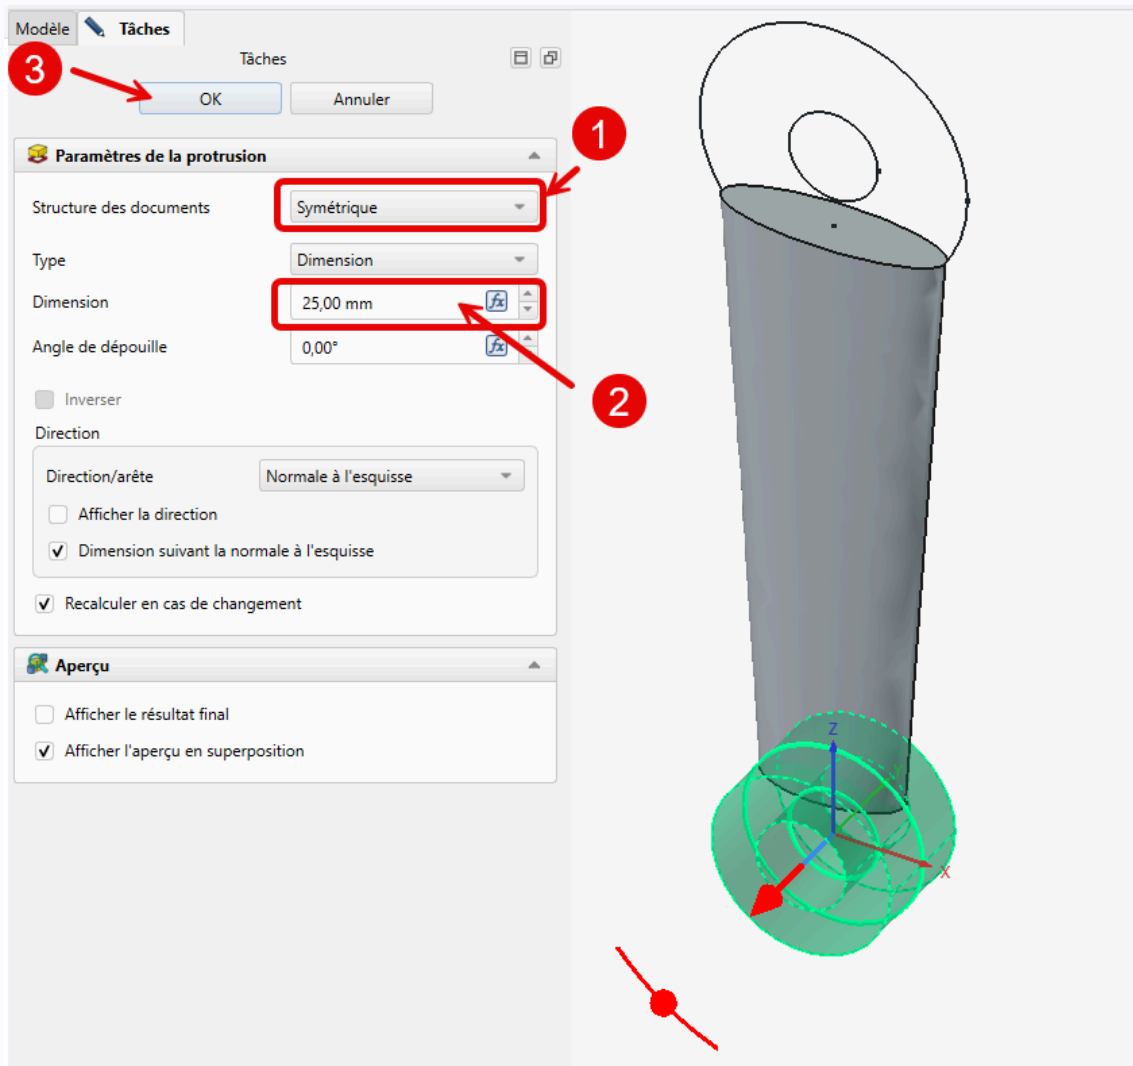 Modèle Tâches
Tâches
3
OK Annuler
1
Paramètres de la protrusion
Structure des documents Symétrique
Type Dimension
Dimension 25,00 mm fx
Angle de dépouille 0,00° fx
2
Inverser
Direction
Direction/arête Normale à l'esquisse
Afficher la direction
Dimension suivant la normale à l'esquisse
Recalculer en cas de changement
Aperçu
Afficher le résultat final
Afficher l'aperçu en superposition
Z
X